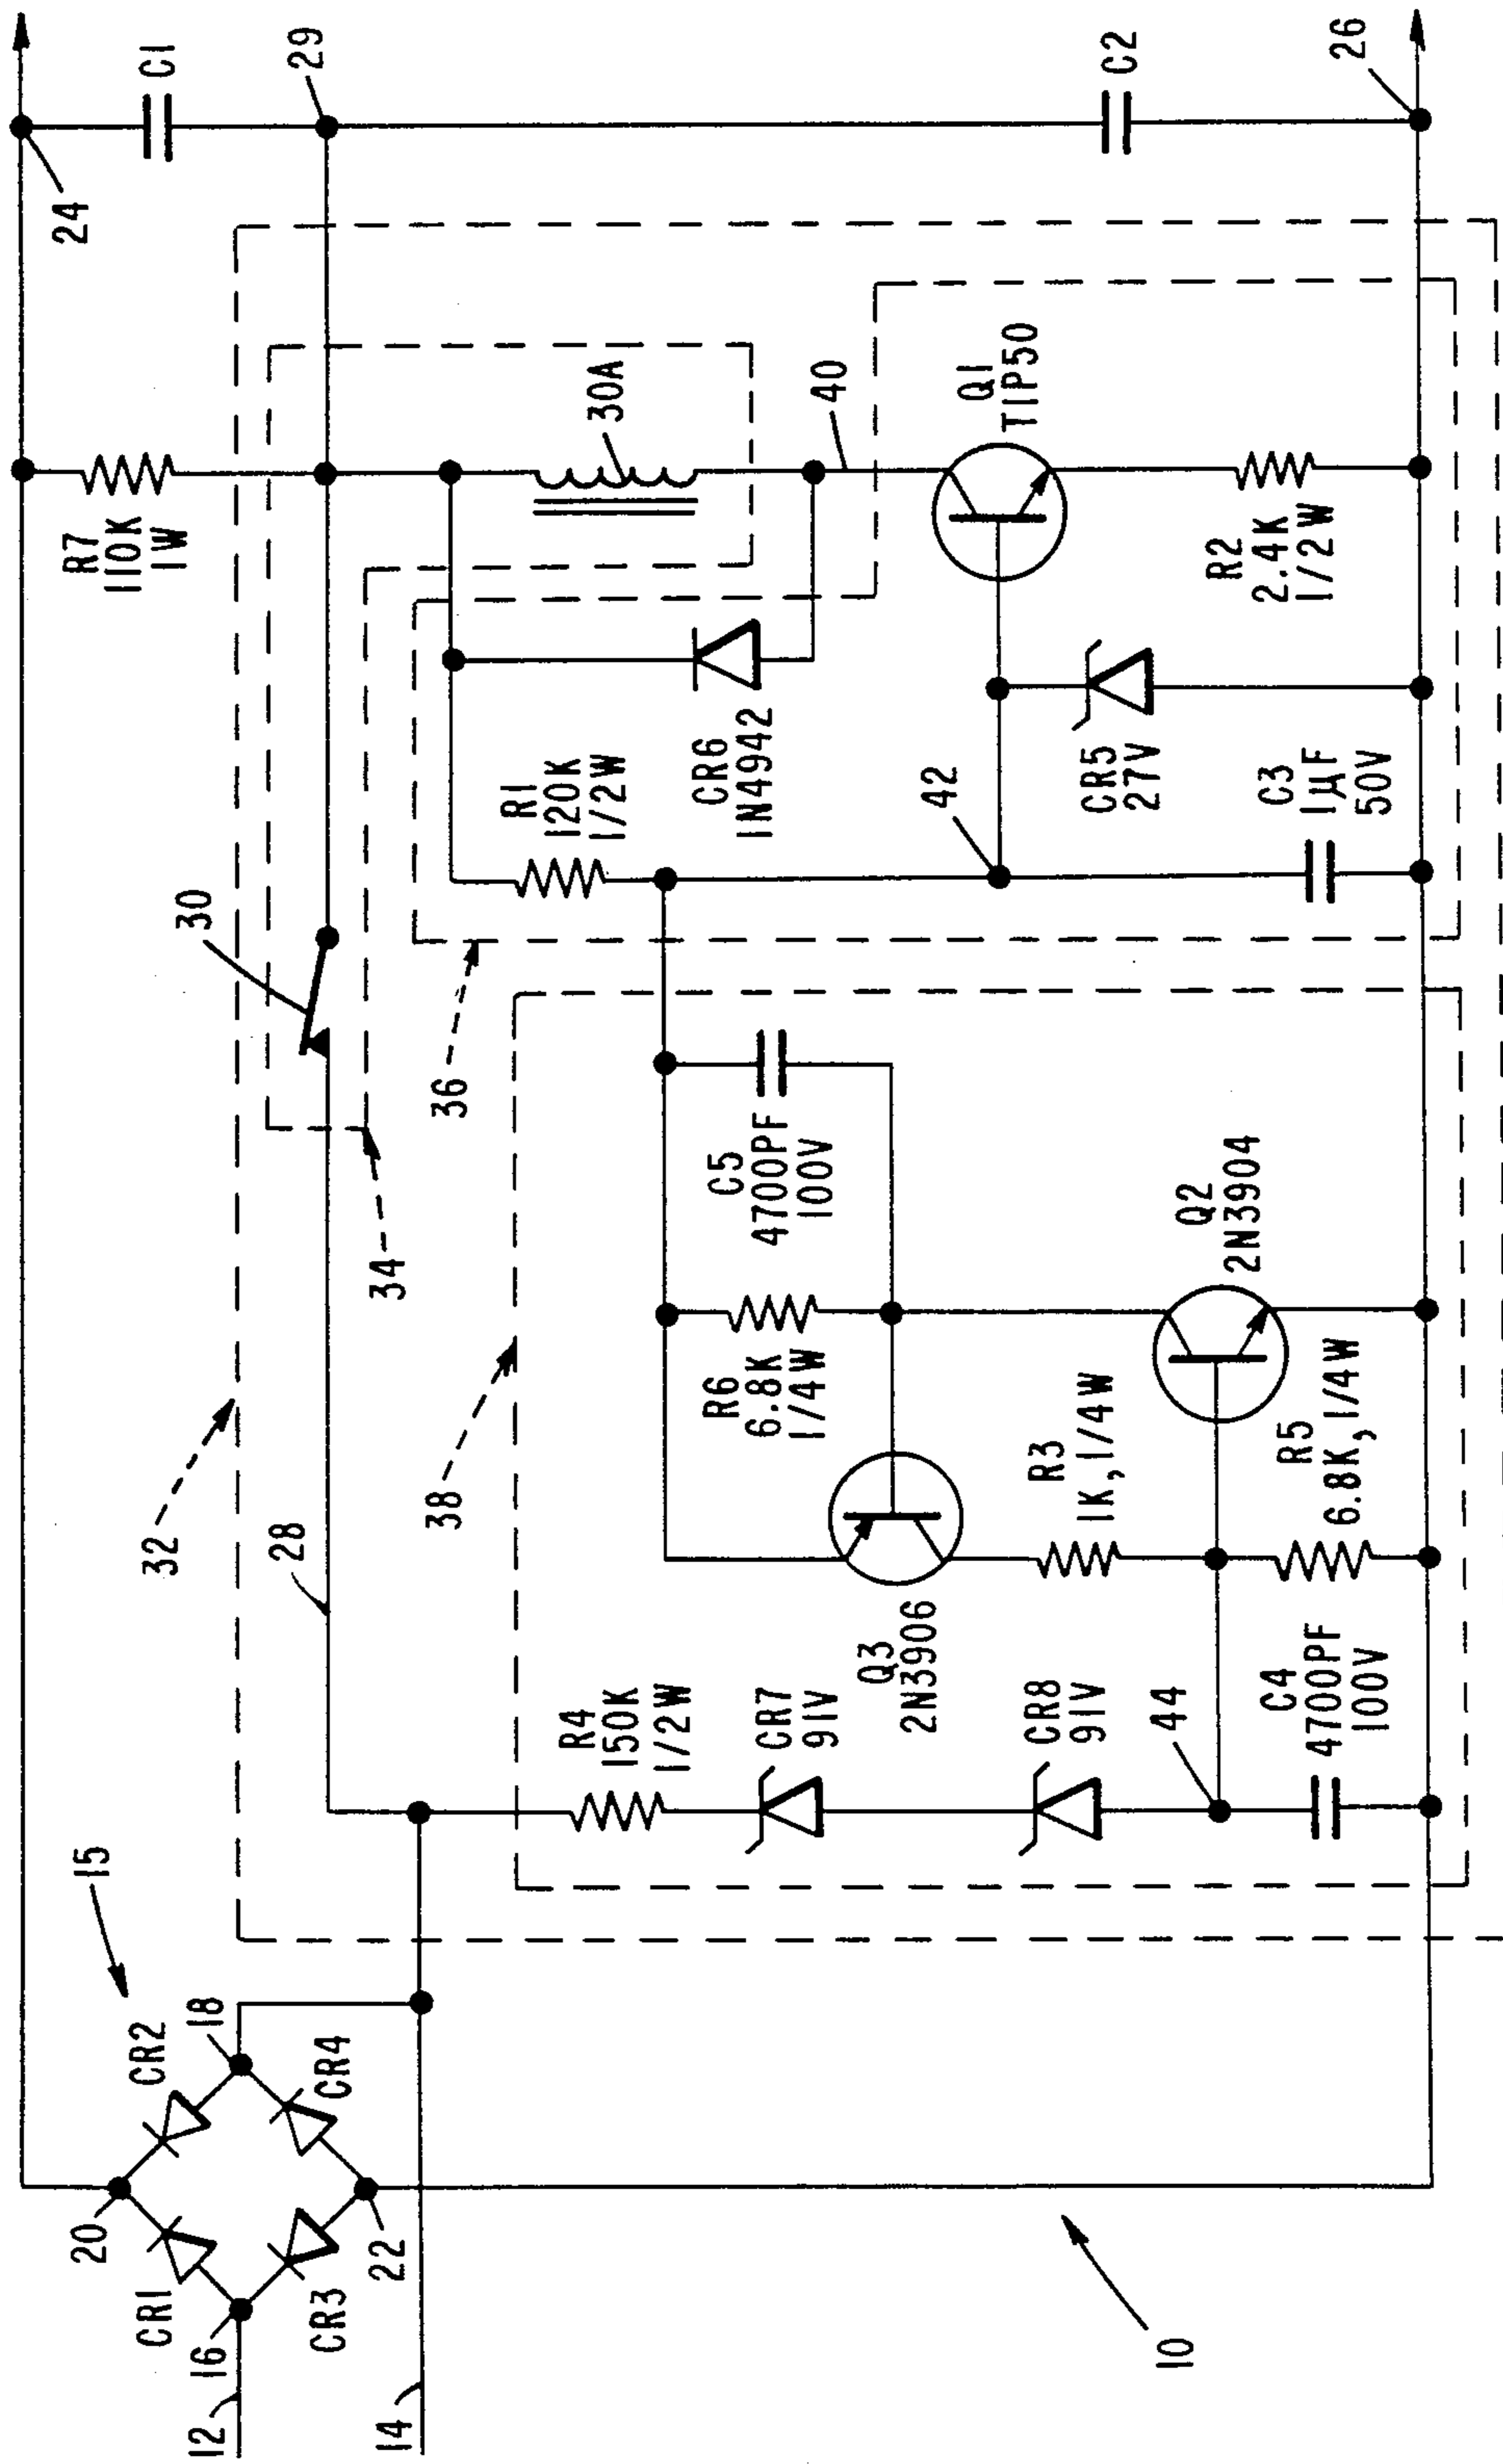 24
C1
29
C2
26
R7
110K
1W
30A
40
Q1
TIP50
R2
2.4K
1/2W
CR6
1N4942
CR5
27V
R1
120K
1/2W
42
C3
1µF
50V
30
36
34
C5
4700PF
100V
Q2
2N3904
32
28
38
R6
6.8K
1/4W
R3
1K,1/4W
R5
6.8K,1/4W
Q3
2N3906
R4
150K
1/2W
CR7
91V
CR8
91V
44
C4
4700PF
100V
15
CR2
18
CR4
20
22
CR1
CR3
16
12
14
10